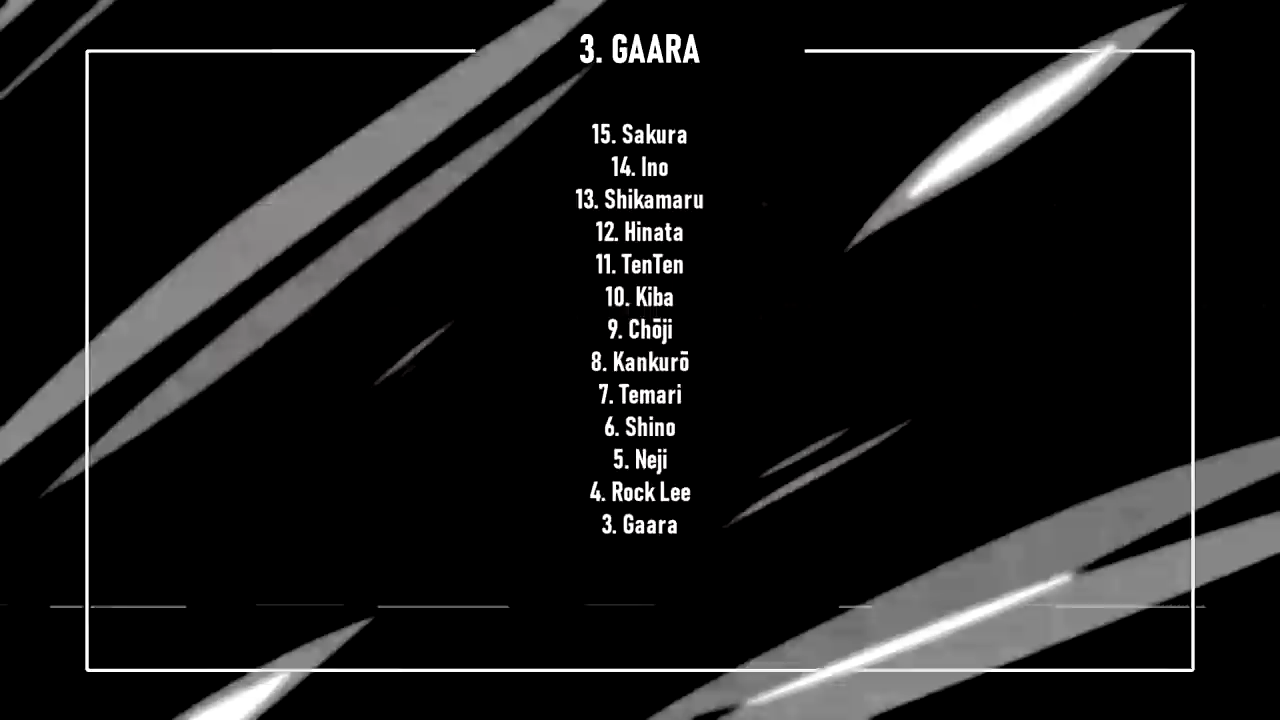 3. GAARA
15. Sakura
14. Ino
13. Shikamaru
12. Hinata
11. TenTen
10. Kiba
9. Chōji
8. Kankurō
7. Temari
6. Shino
5. Neji
4. Rock Lee
3. Gaara